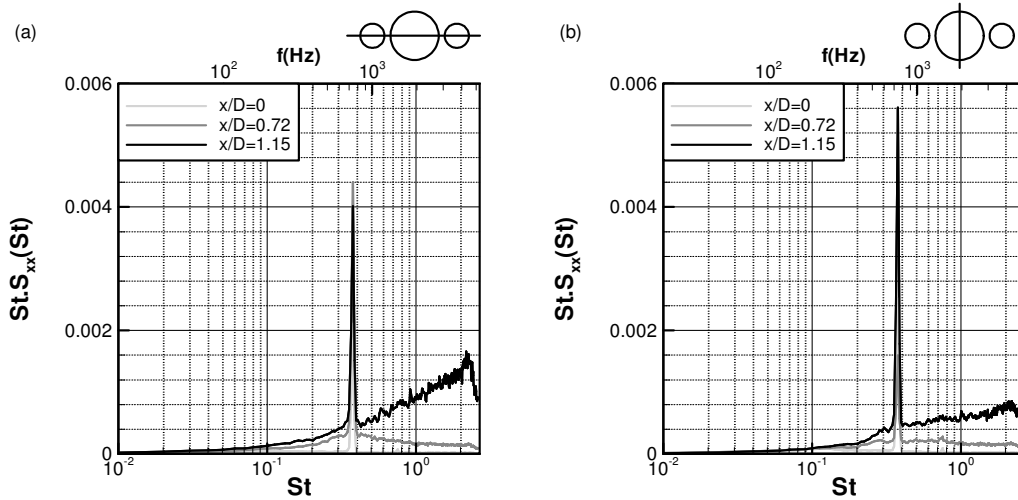 (a)
f(Hz)
10²
10³
0.006
x/D=0
x/D=0.72
x/D=1.15
0.004
St.Sxx(St)
0.002
0
10⁻²
10⁻¹
10⁰
St
(b)
f(Hz)
10²
10³
0.006
x/D=0
x/D=0.72
x/D=1.15
0.004
St.Sxx(St)
0.002
0
10⁻²
10⁻¹
10⁰
St